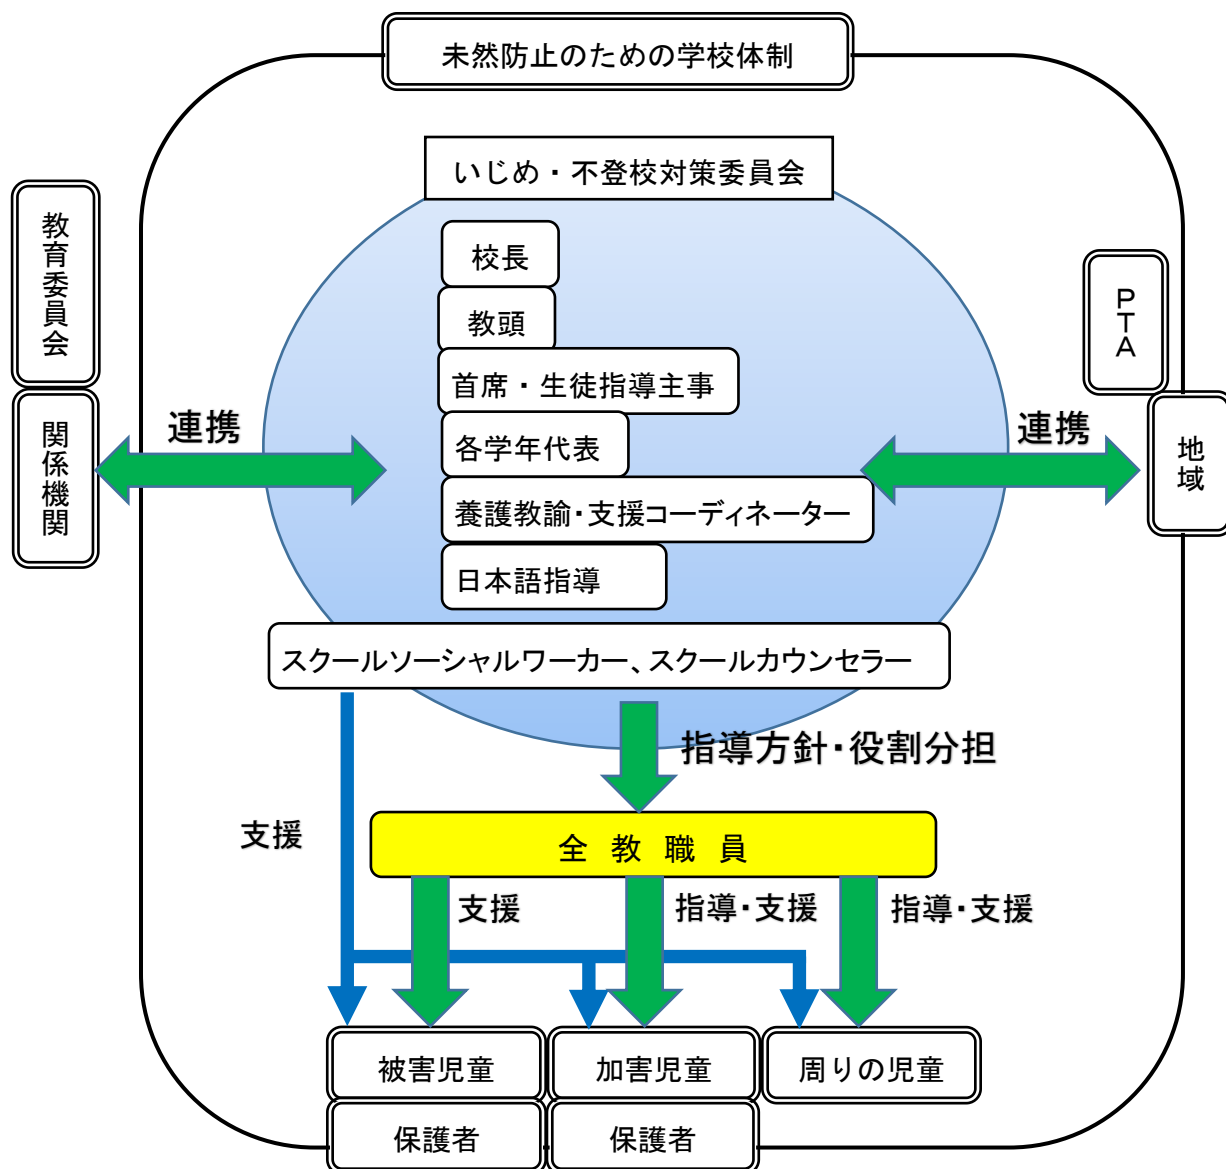 未然防止のための学校体制
いじめ・不登校対策委員会
校長
教頭
首席・生徒指導主事
各学年代表
養護教諭・支援コーディネーター
日本語指導
スクールソーシャルワーカー、スクールカウンセラー
教育委員会
関係機関
連携
連携
PTA
地域
指導方針・役割分担
支援
全教職員
支援
指導・支援
指導・支援
被害児童
加害児童
周りの児童
保護者
保護者